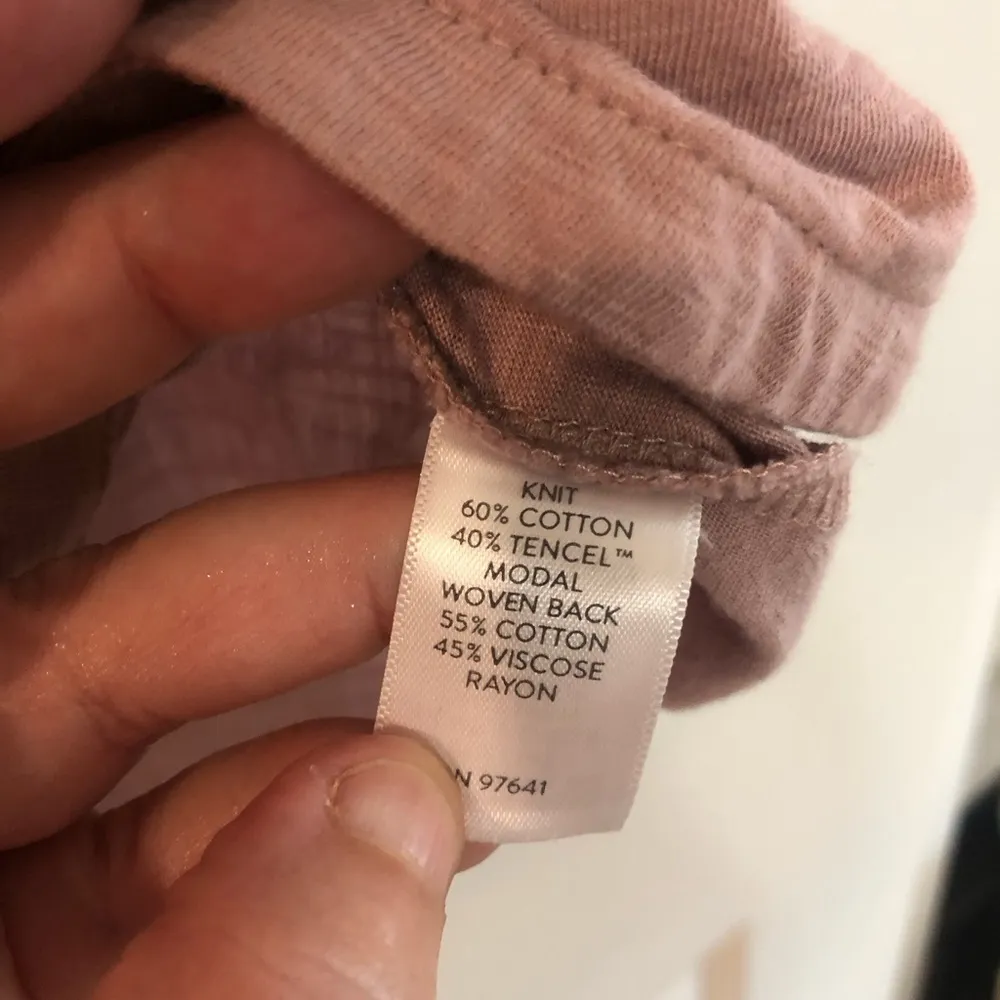 KNIT
60% COTTON
40% TENCEL™
MODAL
WOVEN BACK
55% COTTON
45% VISCOSE
RAYON
N 97641